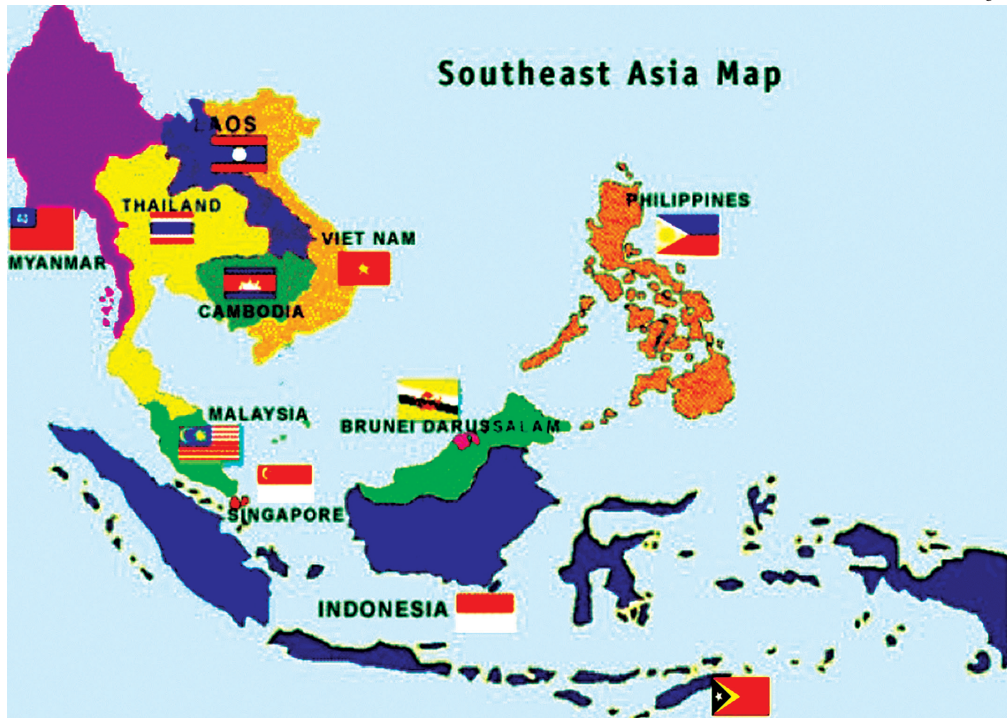 Southeast Asia Map
LAOS
THAILAND
PHILIPPINES
VIET NAM
MYANMAR
CAMBODIA
MALAYSIA
BRUNEI DARUSSALAM
SINGAPORE
INDONESIA